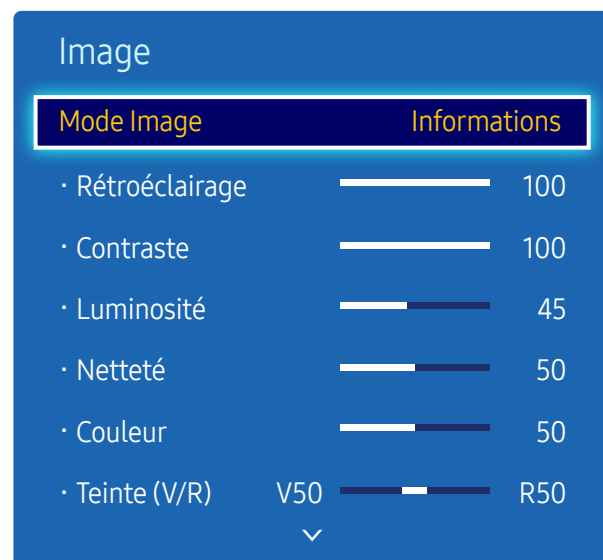 Image
Mode Image Informations
· Rétroéclairage 100
· Contraste 100
· Luminosité 45
· Netteté 50
· Couleur 50
· Teinte (V/R) V50 R50